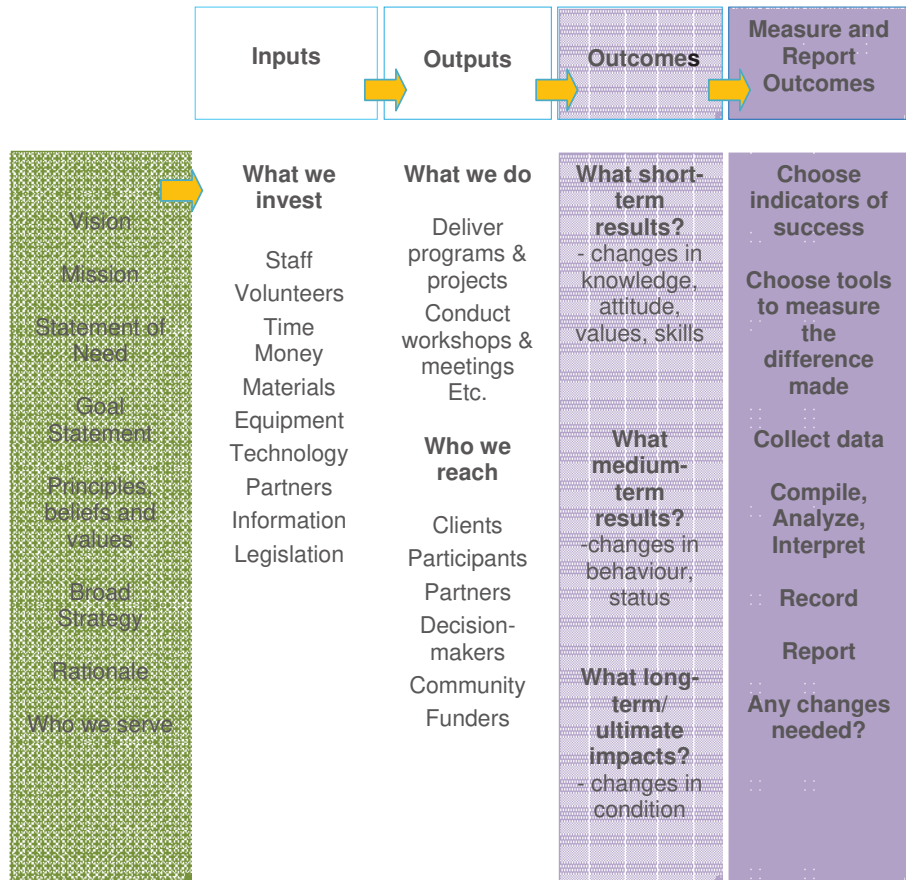 Inputs
Outputs
Outcomes
Measure and
Report
Outcomes
Vision
Mission
Statement of
Need
Goal
Statement
Principles,
beliefs and
values
Broad
Strategy
Rationale
Who we serve
What we
invest
Staff
Volunteers
Time
Money
Materials
Equipment
Technology
Partners
Information
Legislation
What we do
Deliver
programs &
projects
Conduct
workshops &
meetings
Etc.
Who we
reach
Clients
Participants
Partners
Decision-
makers
Community
Funders
What short-
term
results?
- changes in
knowledge,
attitude,
values, skills
What
medium-
term
results?
-changes in
behaviour,
status
What long-
term/
ultimate
impacts?
- changes in
condition
Choose
indicators of
success
Choose tools
to measure
the
difference
made
Collect data
Compile,
Analyze,
Interpret
Record
Report
Any changes
needed?